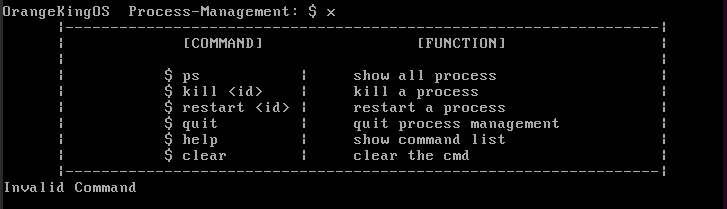 OrangeKingOS  Process-Management: $ x
[COMMAND] [FUNCTION]
$ ps | show all process
$ kill <id> | kill a process
$ restart <id> | restart a process
$ quit | quit process management
$ help | show command list
$ clear | clear the cmd
Invalid Command